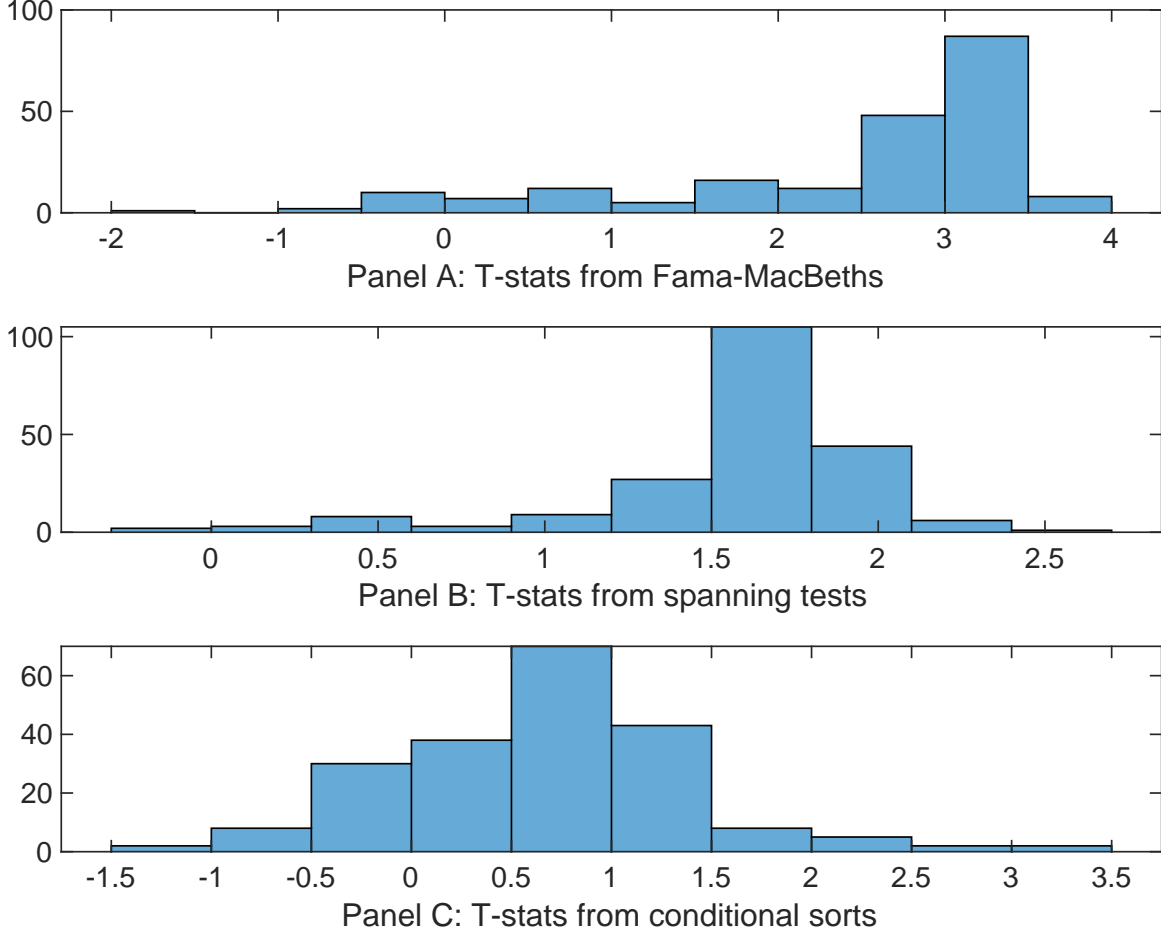 100
50
0
-2 -1 0 1 2 3 4
Panel A: T-stats from Fama-MacBeths
100
50
0
0 0.5 1 1.5 2 2.5
Panel B: T-stats from spanning tests
60
40
20
0
-1.5 -1 -0.5 0 0.5 1 1.5 2 2.5 3 3.5
Panel C: T-stats from conditional sorts